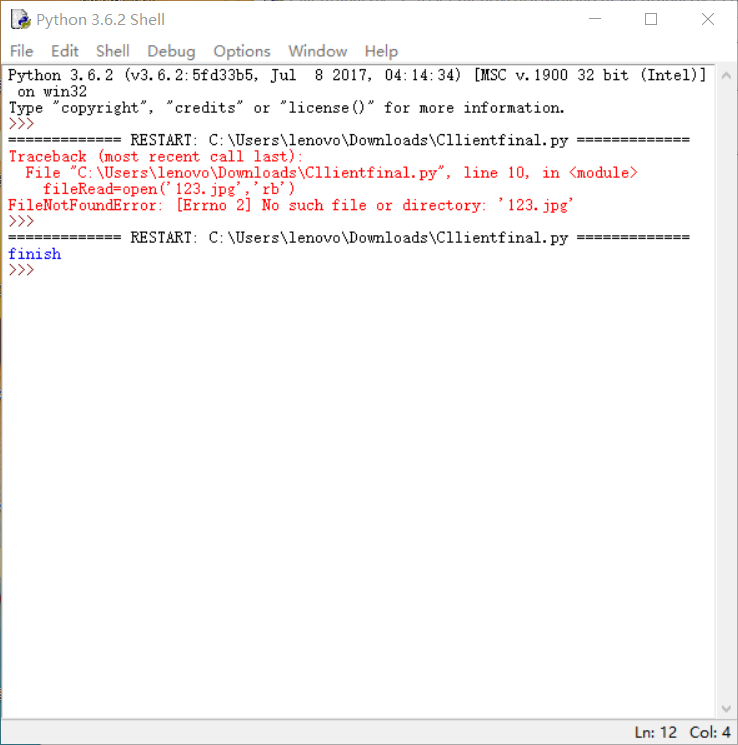 Python 3.6.2 Shell
File Edit Shell Debug Options Window Help
Python 3.6.2 (v3.6.2:5fd33b5, Jul  8 2017, 04:14:34) [MSC v.1900 32 bit (Intel)]
 on win32
Type "copyright", "credits" or "license()" for more information.
>>>
============= RESTART: C:\Users\lenovo\Downloads\Cllientfinal.py =============
Traceback (most recent call last):
  File "C:\Users\lenovo\Downloads\Cllientfinal.py", line 10, in <module>
    fileRead=open('123.jpg','rb')
FileNotFoundError: [Errno 2] No such file or directory: '123.jpg'
>>>
============= RESTART: C:\Users\lenovo\Downloads\Cllientfinal.py =============
finish
>>>
Ln: 12 Col: 4